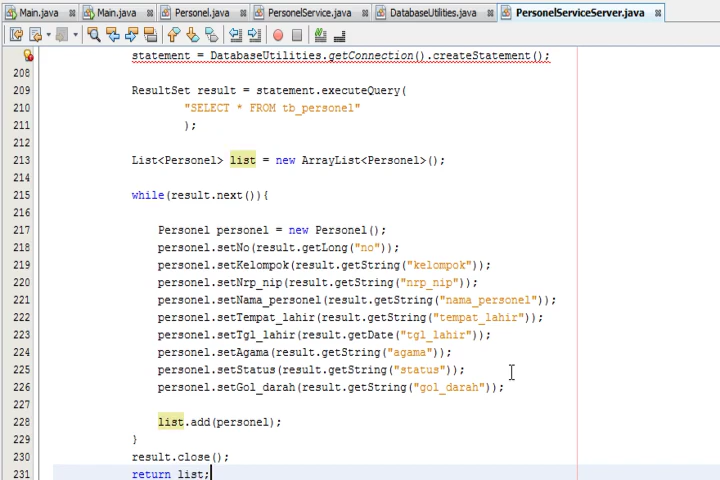 Main.java Main.java Personel.java PersonelService.java DatabaseUtilities.java PersonelServiceServer.java
statement = DatabaseUtilities.getConnection().createStatement();
208
209 ResultSet result = statement.executeQuery(
210 "SELECT * FROM tb_personel"
211 );
212
213 List<Personel> list = new ArrayList<Personel>();
214
215 while(result.next()){
216
217 Personel personel = new Personel();
218 personel.setNo(result.getLong("no"));
219 personel.setKelompok(result.getString("kelompok"));
220 personel.setNrp_nip(result.getString("nrp_nip"));
221 personel.setNama_personel(result.getString("nama_personel"));
222 personel.setTempat_lahir(result.getString("tempat_lahir"));
223 personel.setTgl_lahir(result.getDate("tgl_lahir"));
224 personel.setAgama(result.getString("agama"));
225 personel.setStatus(result.getString("status"));
226 personel.setGol_darah(result.getString("gol_darah"));
227
228 list.add(personel);
229 }
230 result.close();
231 return list;